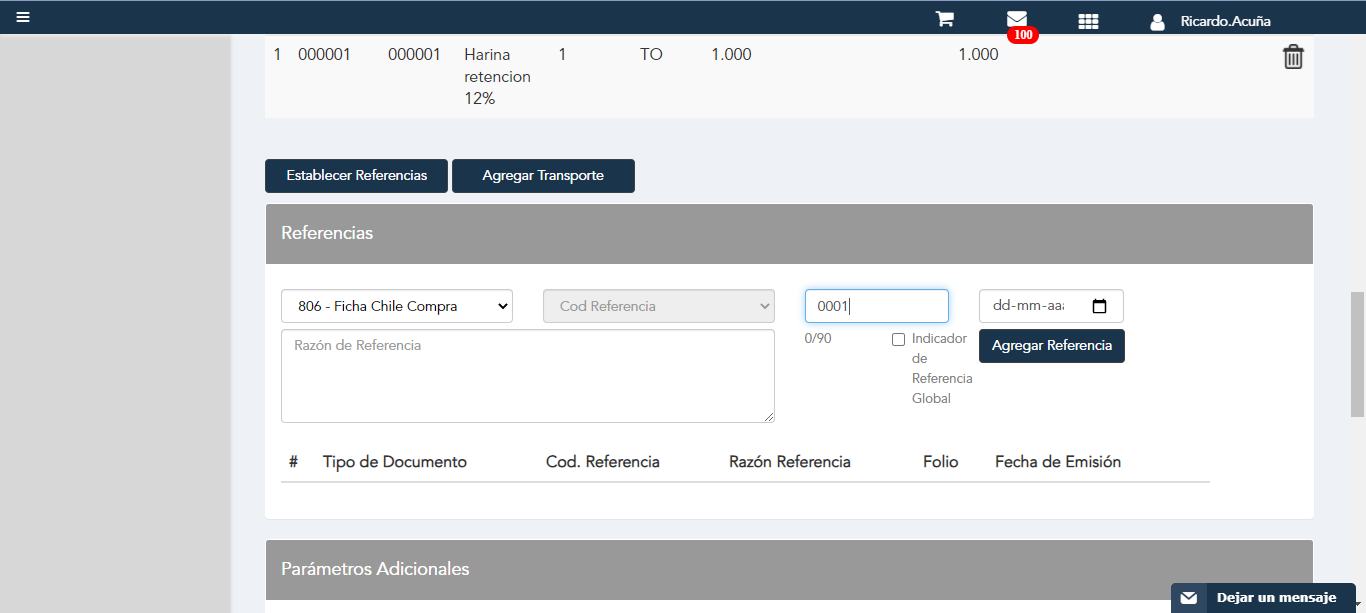 Ricardo.Acuña
100
1 000001 000001 Harina 1 TO 1.000 1.000
retencion
12%
Establecer Referencias Agregar Transporte
Referencias
806 - Ficha Chile Compra Cod Referencia 0001 dd-mm-aaa
Razón de Referencia 0/90 Indicador Agregar Referencia
de
Referencia
Global
# Tipo de Documento Cod. Referencia Razón Referencia Folio Fecha de Emisión
Parámetros Adicionales
Dejar un mensaje